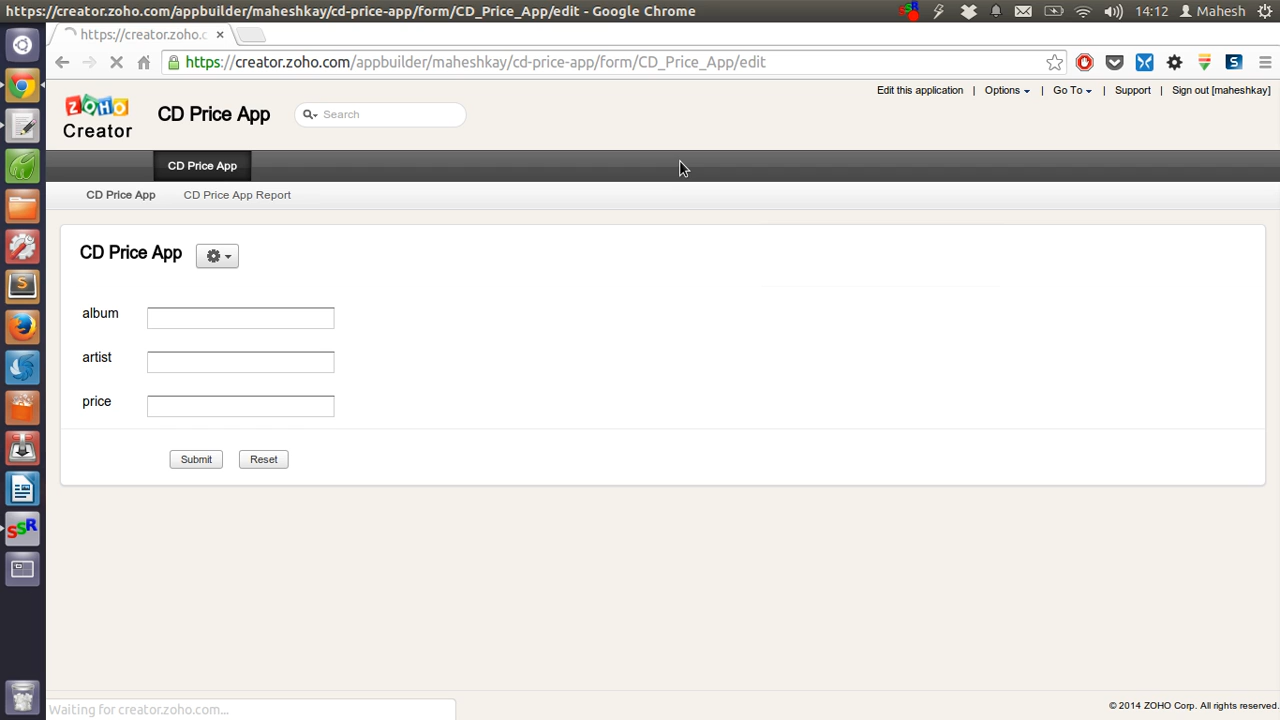 https://creator.zoho.com/appbuilder/maheshkay/cd-price-app/form/CD_Price_App/edit - Google Chrome
14:12 Mahesh
https://creator.zoho.c
https://creator.zoho.com/appbuilder/maheshkay/cd-price-app/form/CD_Price_App/edit
Edit this application | Options | Go To | Support | Sign out [maheshkay]
ZOHO
Creator
CD Price App
Search
CD Price App
CD Price App CD Price App Report
CD Price App
album
artist
price
Submit Reset
SSR
Waiting for creator.zoho.com...
© 2014 ZOHO Corp. All rights reserved.